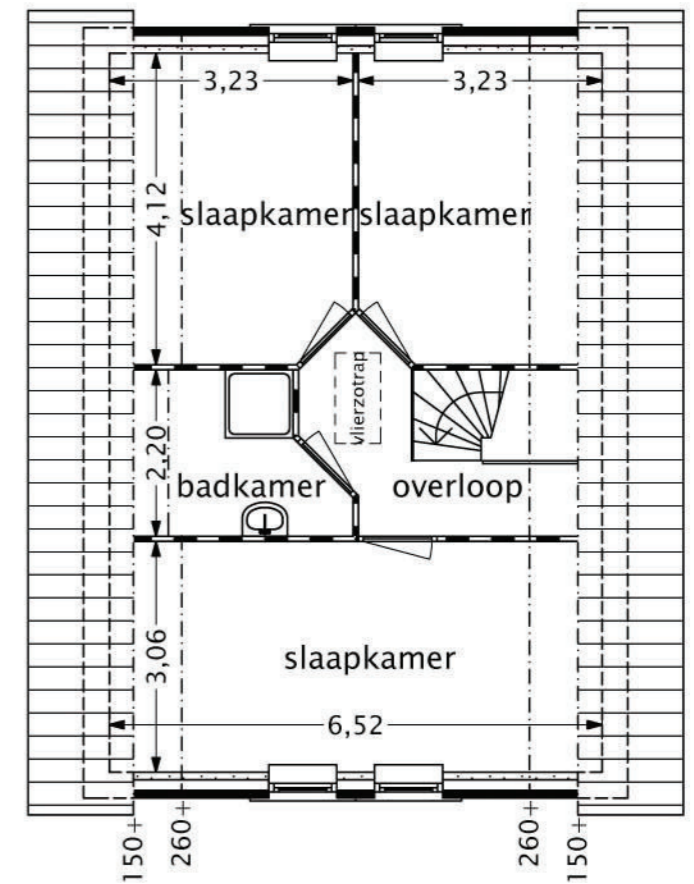 3,23
3,23
4,12
slaapkamer
slaapkamer
vlierzotrap
2,20
badkamer
overloop
3,06
slaapkamer
6,52
150+
260+
260+
150+